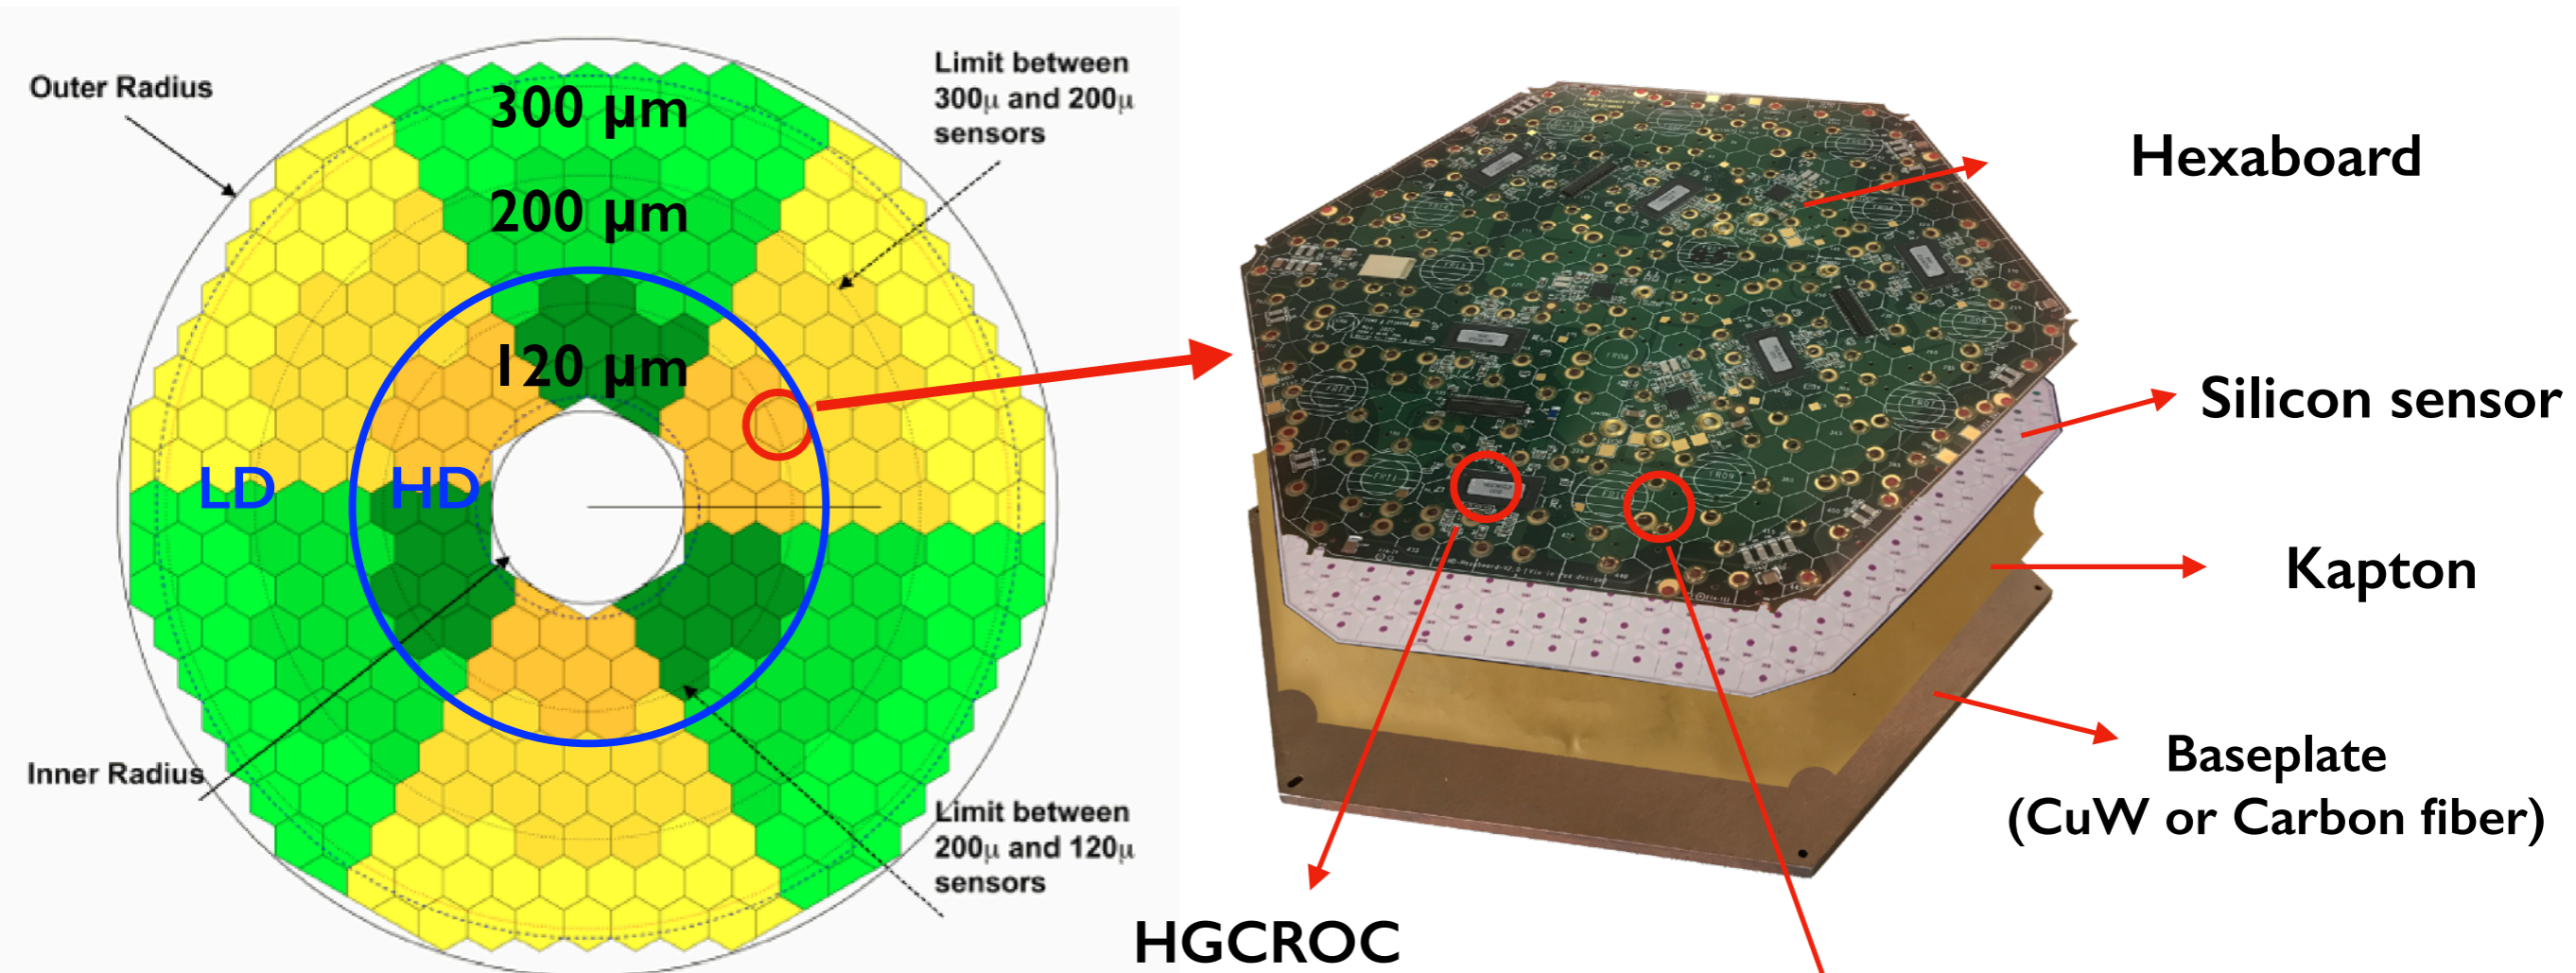 Outer Radius
300 µm
200 µm
120 µm
LD
HD
Inner Radius
Limit between
300µ and 200µ
sensors
Limit between
200µ and 120µ
sensors
Hexaboard
Silicon sensor
Kapton
Baseplate
(CuW or Carbon fiber)
HGCROC